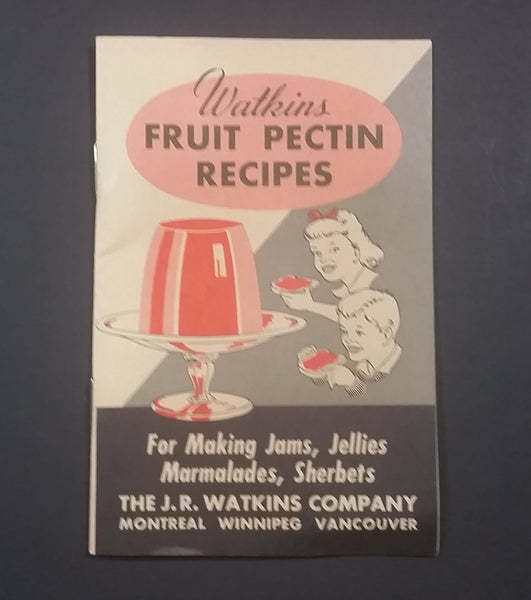 Watkins
FRUIT PECTIN
RECIPES
For Making Jams, Jellies
Marmalades, Sherbets
THE J. R. WATKINS COMPANY
MONTREAL WINNIPEG VANCOUVER